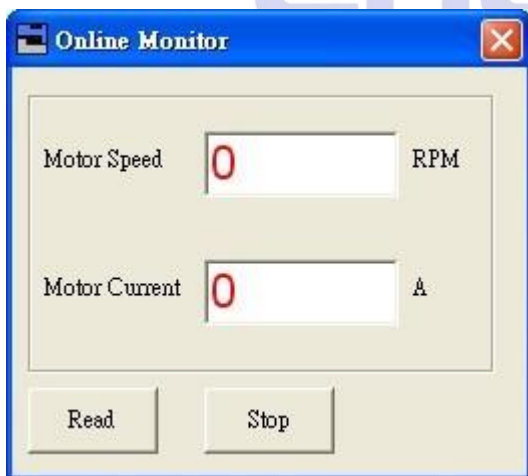 Online Monitor
Motor Speed 0 RPM
Motor Current 0 A
Read Stop